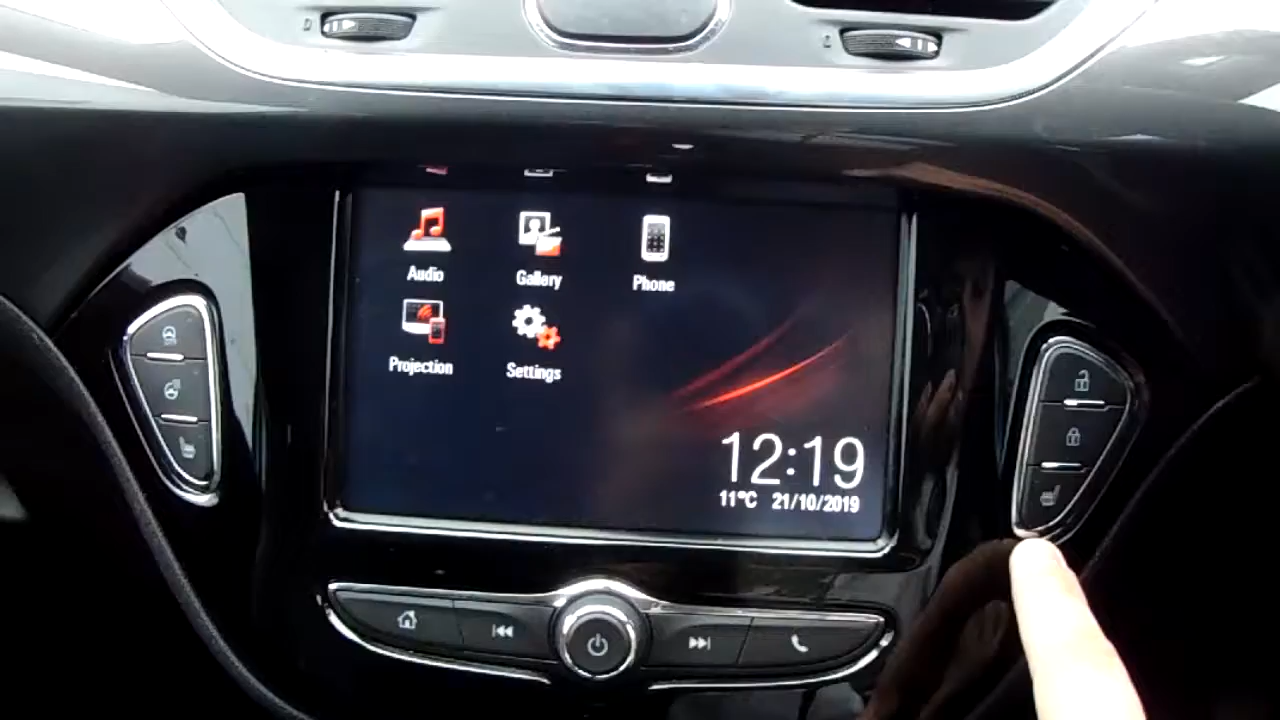 Audio
Gallery
Phone
Projection
Settings
12:19
11°C 21/10/2019